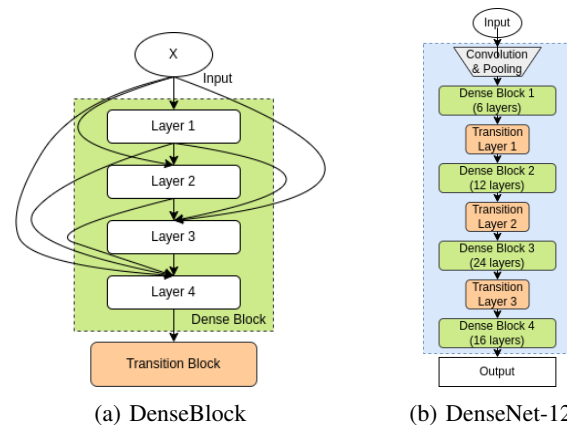 X
Input
Layer 1
Layer 2
Layer 3
Layer 4
Dense Block
Transition Block
(a) DenseBlock
Input
Convolution
& Pooling
Dense Block 1
(6 layers)
Transition
Layer 1
Dense Block 2
(12 layers)
Transition
Layer 2
Dense Block 3
(24 layers)
Transition
Layer 3
Dense Block 4
(16 layers)
Output
(b) DenseNet-12